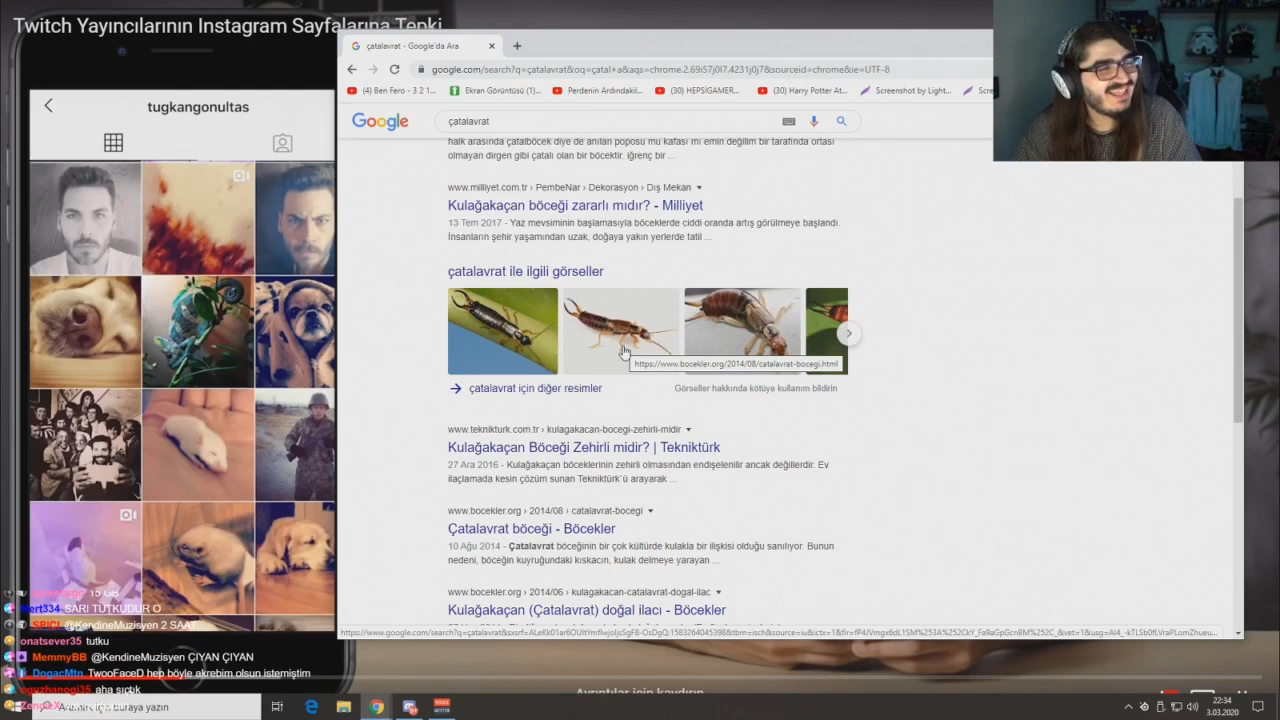 Twitch Yayıncılarının Instagram Sayfalarına Tepki
tugkangonultas
çatalavrat - Google'da Ara
google.com/search?q=çatalavrat&oq=çatal+a&aqs=chrome.2.69i57j0l7.4231j0j7&sourceid=chrome&ie=UTF-8
(4) Ben Fero - 3 2 1...
Ekran Görüntüsü (1)...
Perdenin Ardındakil...
(30) HEPSİGAMER...
(30) Harry Potter At...
Screenshot by Light...
Scre
Google
çatalavrat
halk arasında çatalböcek diye de anılan poposu mu kafası mı emin değilim bir tarafında ortası
olmayan dirgen gibi çatalı olan bir böcektir. iğrenç bir ...
www.milliyet.com.tr › PembeNar › Dekorasyon › Dış Mekan
Kulağakaçan böceği zararlı mıdır? - Milliyet
13 Tem 2017 - Yaz mevsiminin başlamasıyla böceklerde ciddi oranda artış görülmeye başlandı.
İnsanların şehir yaşamından uzak, doğaya yakın yerlerde tatil ...
çatalavrat ile ilgili görseller
https://www.bocekler.org/2014/08/catalavrat-bocegi.html
çatalavrat için diğer resimler
Görseller hakkında kötüye kullanım bildirin
www.teknikturk.com.tr › kulagakacan-bocegi-zehirli-midir
Kulağakaçan Böceği Zehirli midir? | Tekniktürk
27 Ara 2016 - Kulağakaçan böceklerinin zehirli olmasından endişelenilir ancak değillerdir. Ev
ilaçlamada kesin çözüm sunan Tekniktürk'ü arayarak ...
www.bocekler.org › 2014/08 › catalavrat-bocegi
Çatalavrat böceği - Böcekler
10 Ağu 2014 - Çatalavrat böceğinin bir çok kültürde kulakla bir ilişkisi olduğu sanılıyor. Bunun
nedeni, böceğin kuyruğundaki kıskacın, kulak delmeye yarayan ...
www.bocekler.org › 2014/06 › kulagakacan-catalavrat-dogal-ilac
Kulağakaçan (Çatalavrat) doğal ilacı - Böcekler
15 GB
Mert334 SARI TUTKUDUR O
@KendineMuzisyen 2 SAAT
onatsever35 tutku
MemmyBB @KendineMuzisyen ÇIYAN ÇIYAN
DogacMtn TwooFaceD hep böyle akrebim olsun istemiştim
oguzhanogi35 aha sıçtık
Ayrıntılar için kaydırın
22:34
3.03.2020